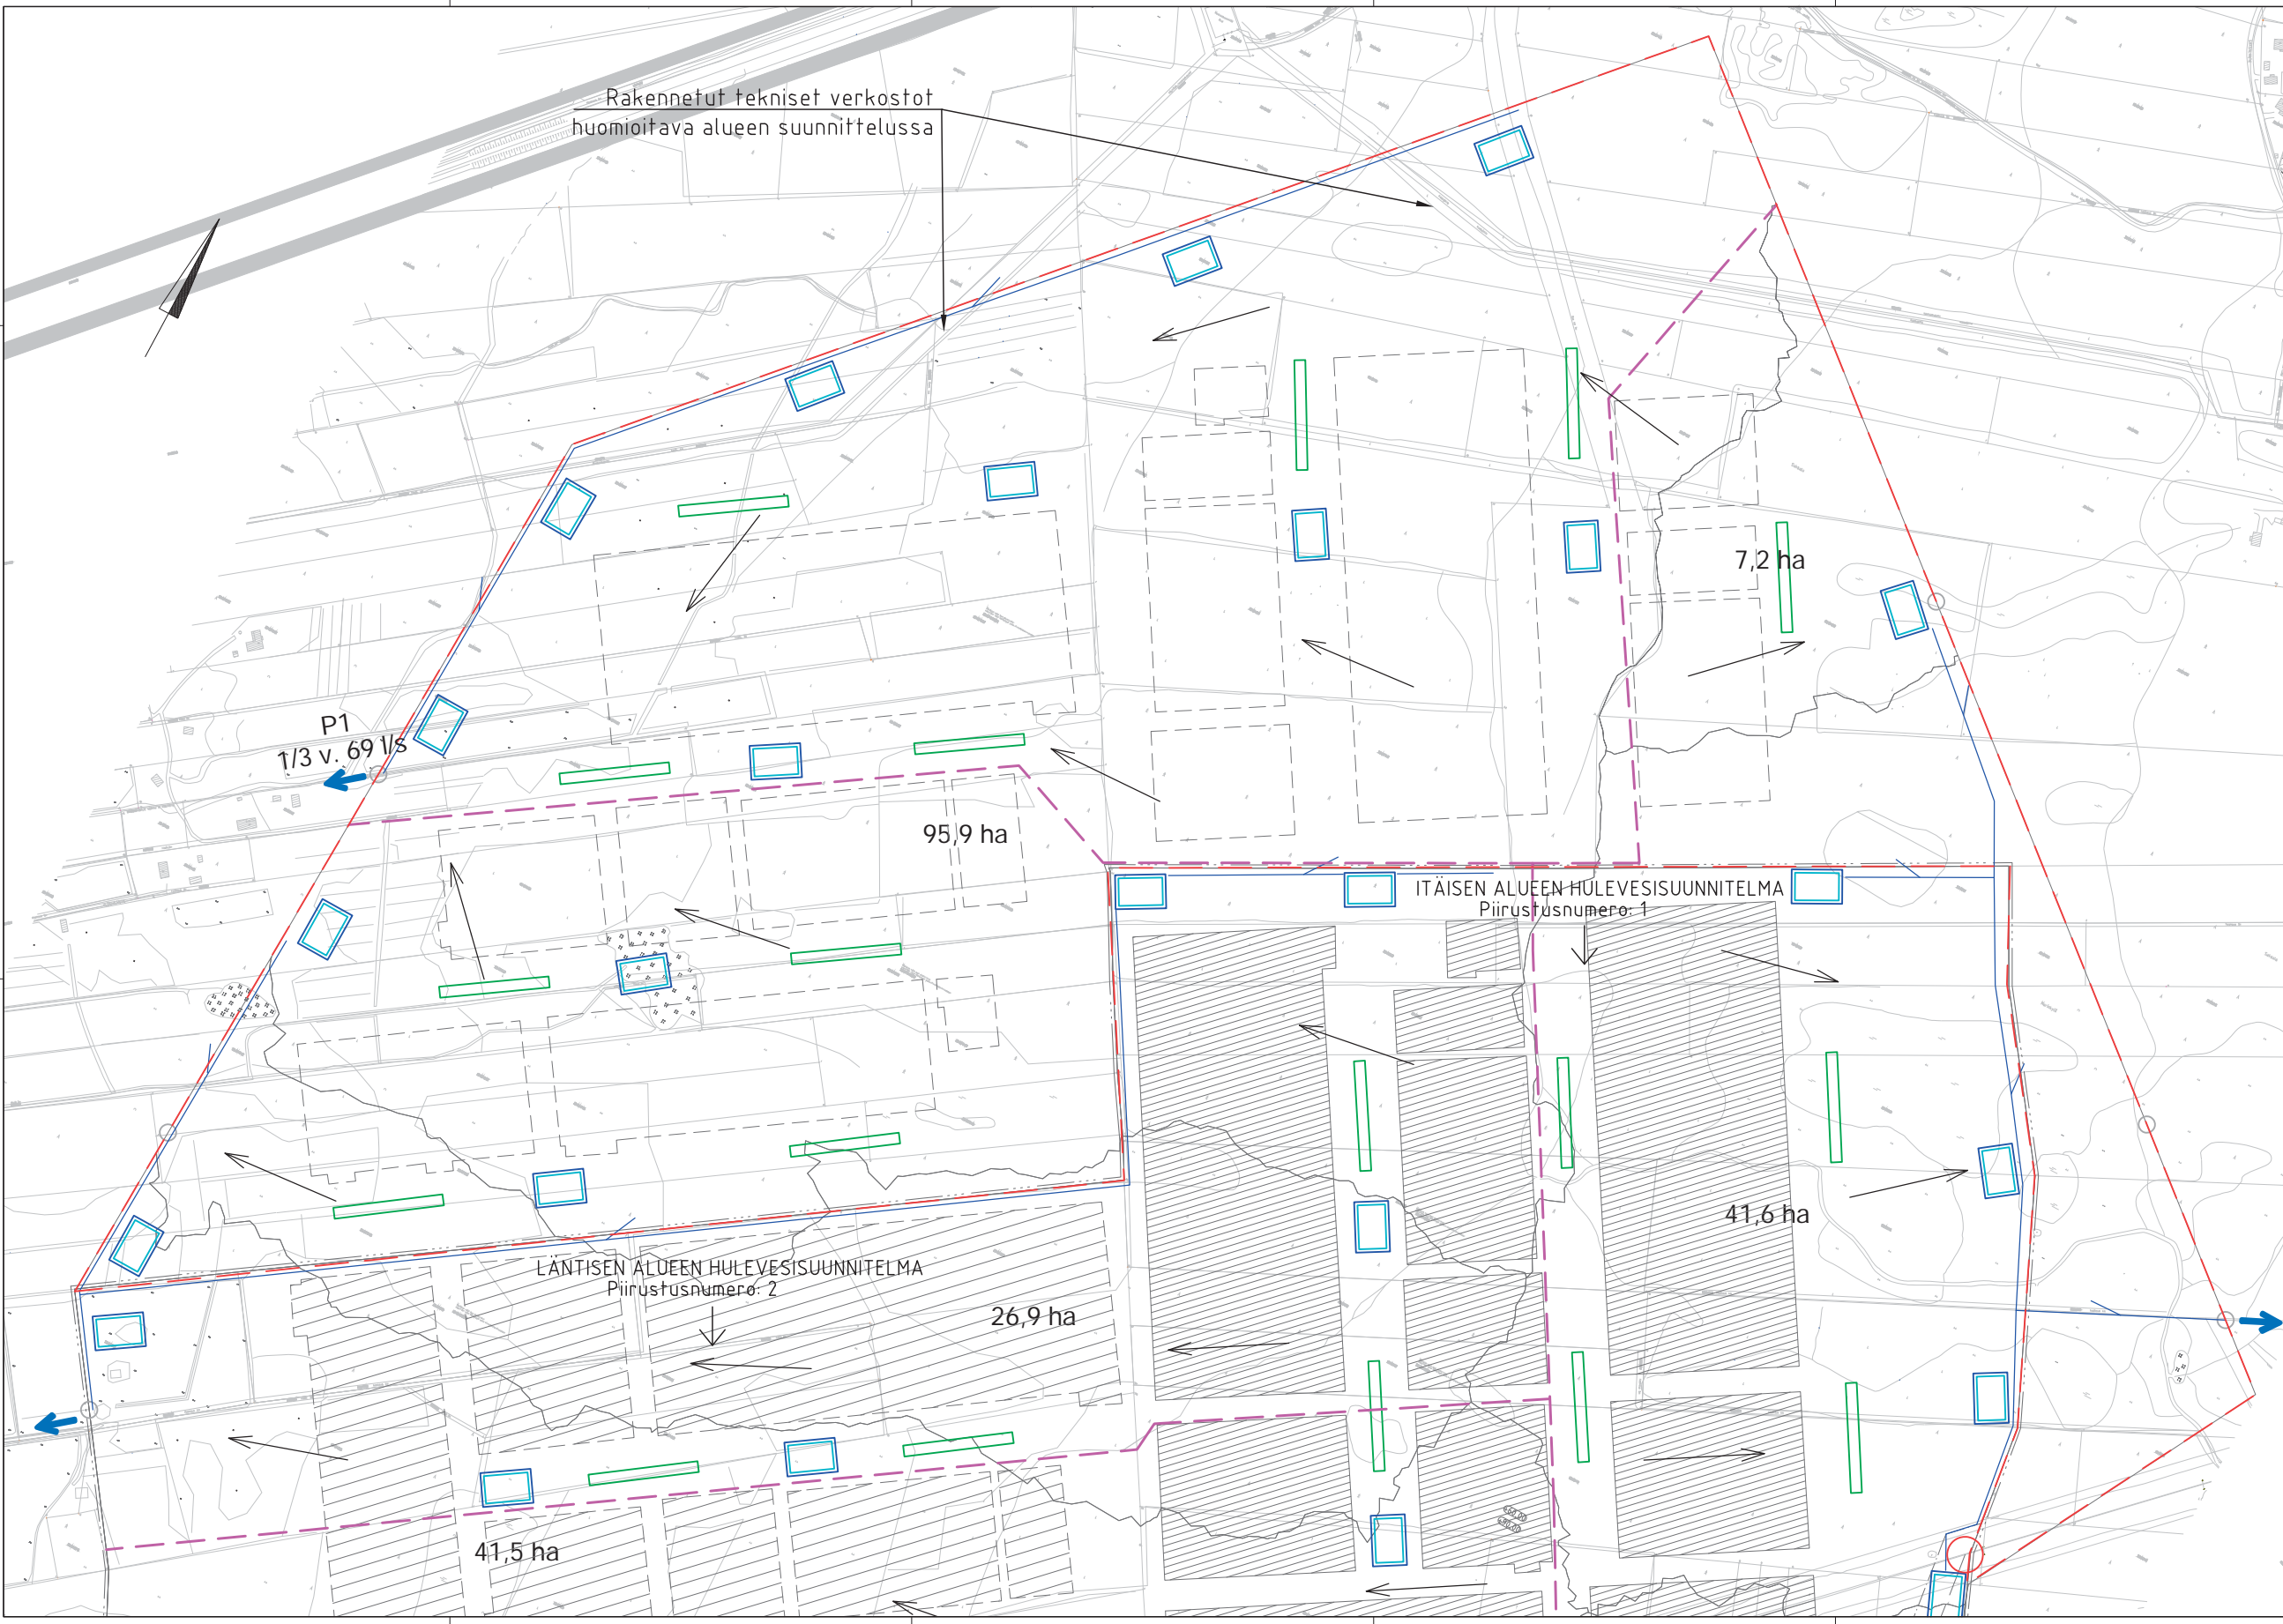 Rakennetut tekniset verkostot
huomioitava alueen suunnittelussa
7,2 ha
P1
1/3 v. 69 l/s
95,9 ha
ITÄISEN ALUEEN HULEVESISUUNNITELMA
Piirustusnumero: 1
41,6 ha
LÄNTISEN ALUEEN HULEVESISUUNNITELMA
Piirustusnumero: 2
26,9 ha
41,5 ha